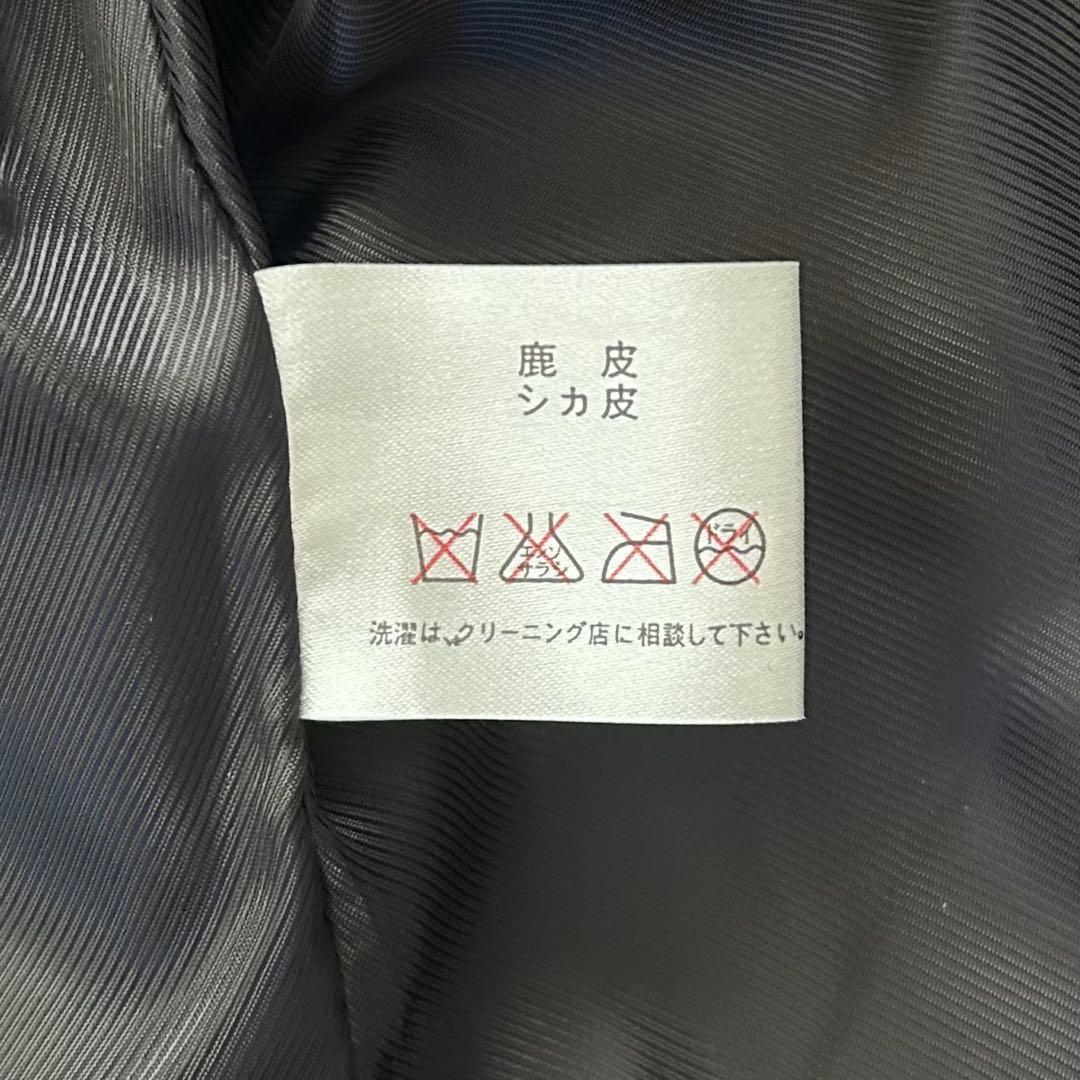 鹿皮
シカ皮
エンソ
サラシ
ドライ
洗濯は、クリーニング店に相談して下さい。